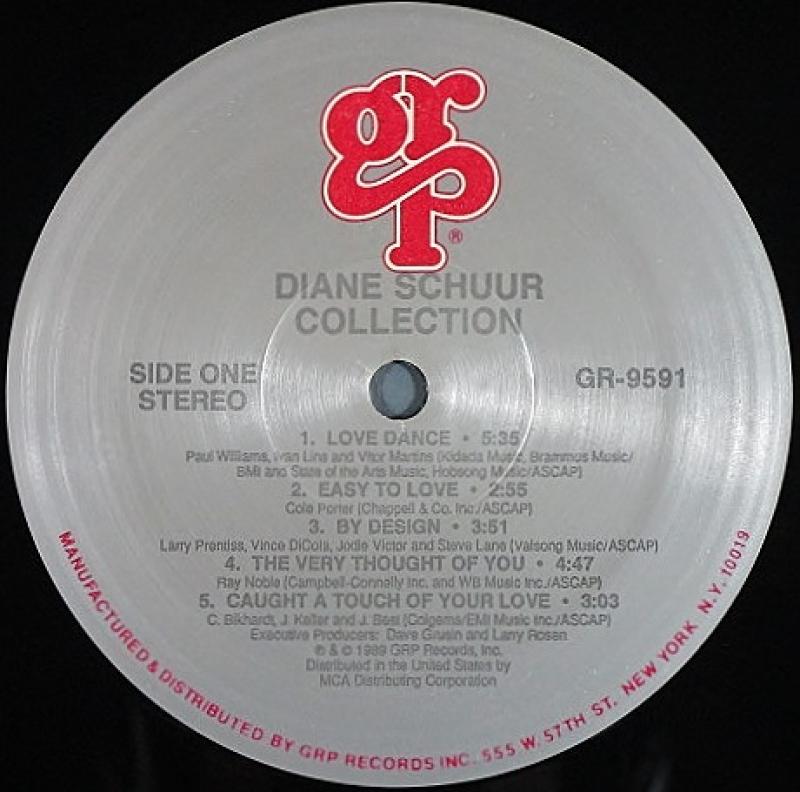 grp
®
DIANE SCHUUR
COLLECTION
SIDE ONE
STEREO
GR-9591
1. LOVE DANCE • 5:35
Paul Williams, Ivan Lins and Vitor Martins (Kidada Music, Brammus Music/
BMI and State of the Arts Music, Hobsong Music/ASCAP)
2. EASY TO LOVE • 2:55
Cole Porter (Chappell & Co. Inc./ASCAP)
3. BY DESIGN • 3:51
Larry Prentiss, Vince DiCola, Jodie Victor and Steve Lane (Valsong Music/ASCAP)
4. THE VERY THOUGHT OF YOU • 4:47
Ray Noble (Campbell-Connelly Inc. and WB Music Inc./ASCAP)
5. CAUGHT A TOUCH OF YOUR LOVE • 3:03
C. Bikhardt, J. Keller and J. Best (Colgems/EMI Music Inc./ASCAP)
Executive Producers: Dave Grusin and Larry Rosen
℗ & © 1989 GRP Records, Inc.
Distributed in the United States by
MCA Distributing Corporation
MANUFACTURED & DISTRIBUTED BY GRP RECORDS INC. 555 W. 57TH ST. NEW YORK N.Y. 10019